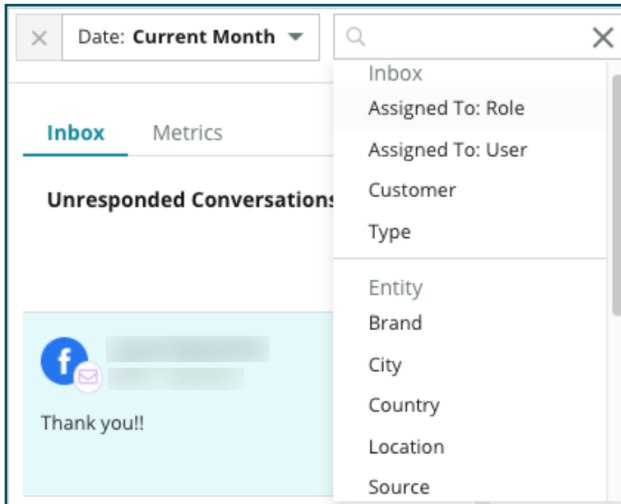 Date: Current Month
Inbox
Assigned To: Role
Assigned To: User
Customer
Type
Entity
Brand
City
Country
Location
Source
Inbox Metrics
Unresponded Conversations
Thank you!!